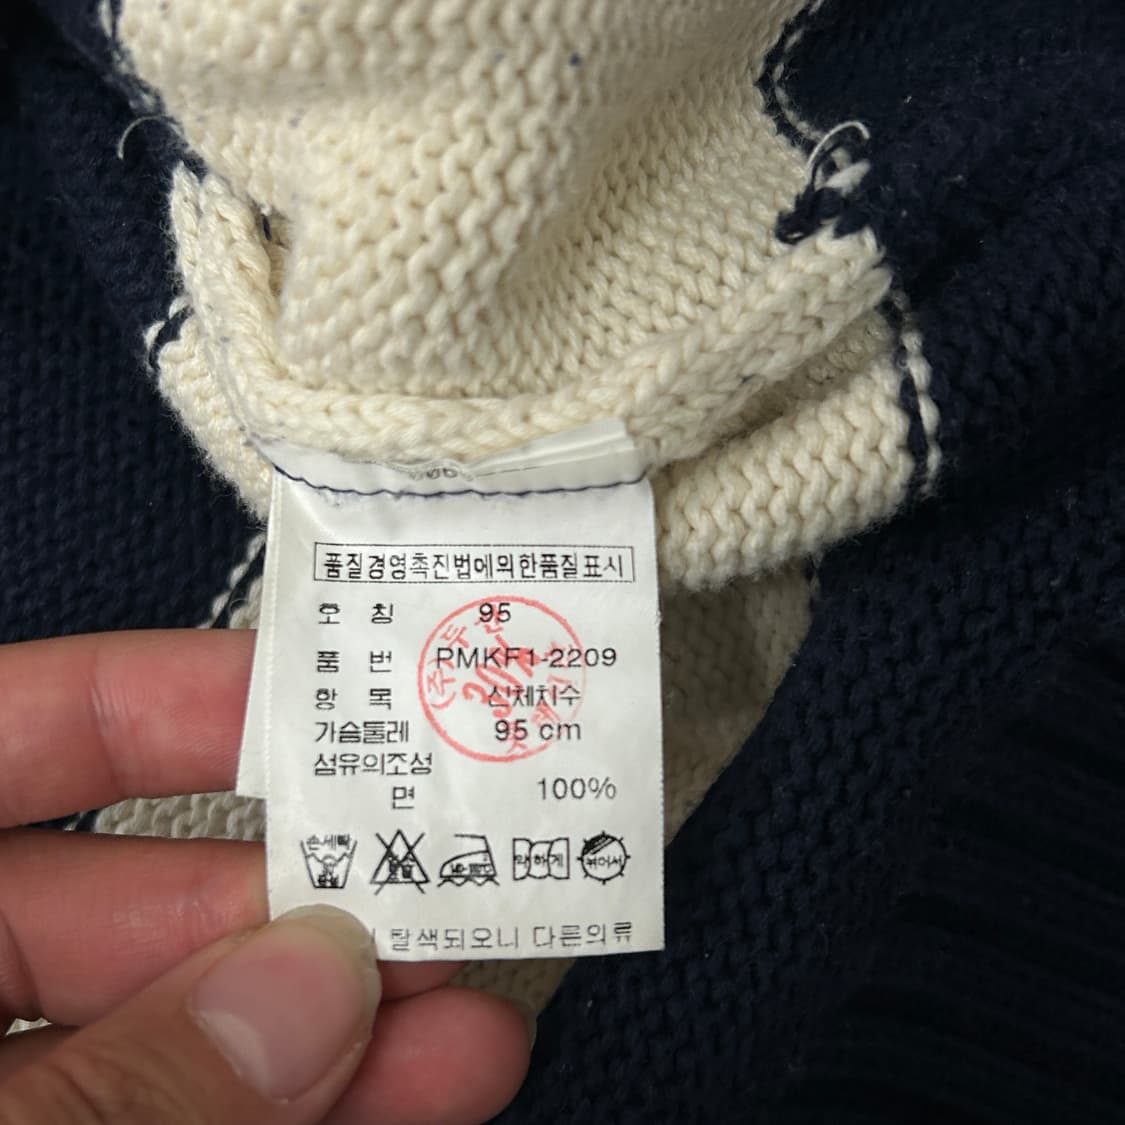 품질경영촉진법에의한품질표시
호 칭 95
품 번 PMKF1-2209
항 목 신체치수
가슴둘레 95 cm
섬유의조성
면 100%
손세탁
약하게
뉘어서
탈색되오니 다른의류